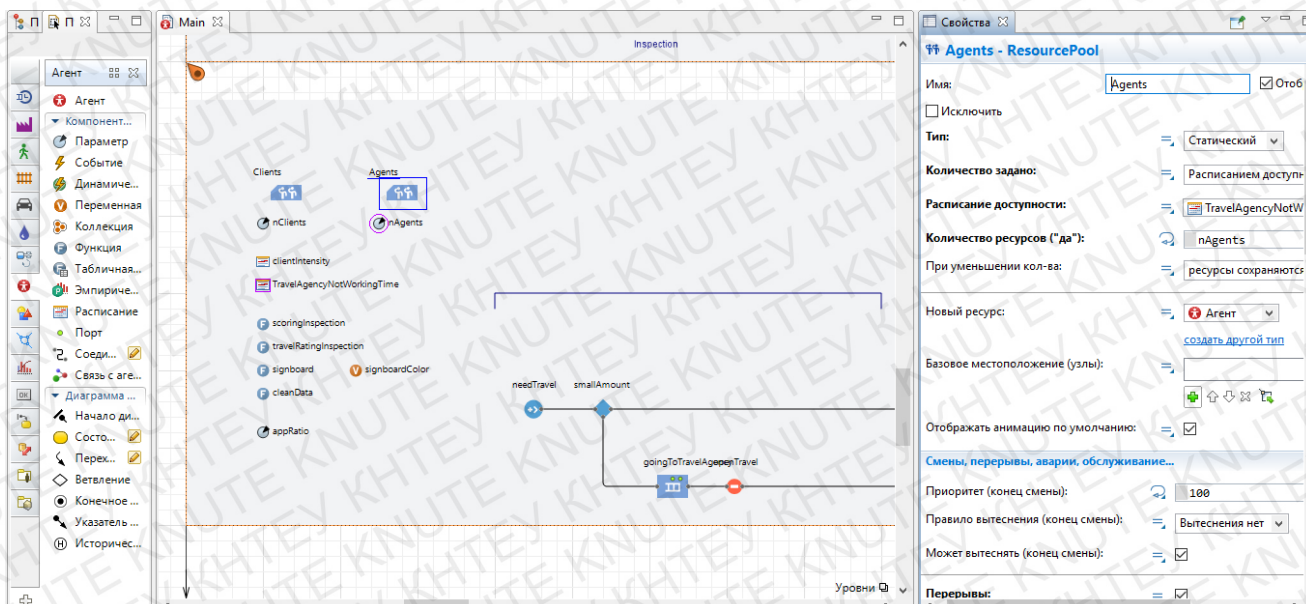 П
П
Агент
Агент
Компонент...
Параметр
Событие
Динамиче...
Переменная
Коллекция
Функция
Табличная...
Эмпириче...
Расписание
Порт
Соеди...
Связь с аге...
Диаграмма ...
Начало ди...
Состо...
Перех...
Ветвление
Конечное ...
Указатель ...
Историчес...
Main
Inspection
Clients
Agents
nClients
nAgents
clientIntensity
TravelAgencyNotWorkingTime
scoringInspection
travelRatingInspection
signboard
signboardColor
cleanData
appRatio
needTravel
smallAmount
goingToTravelAgency
Уровни
Свойства
Agents - ResourcePool
Имя:
Agents
Отоб
Исключить
Тип:
Статический
Количество задано:
Расписанием доступн
Расписание доступности:
TravelAgencyNotW
Количество ресурсов ("да"):
nAgents
При уменьшении кол-ва:
ресурсы сохраняются
Новый ресурс:
Агент
создать другой тип
Базовое местоположение (узлы):
Отображать анимацию по умолчанию:
Смены, перерывы, аварии, обслуживание...
Приоритет (конец смены):
100
Правило вытеснения (конец смены):
Вытеснения нет
Может вытеснять (конец смены):
Перерывы: